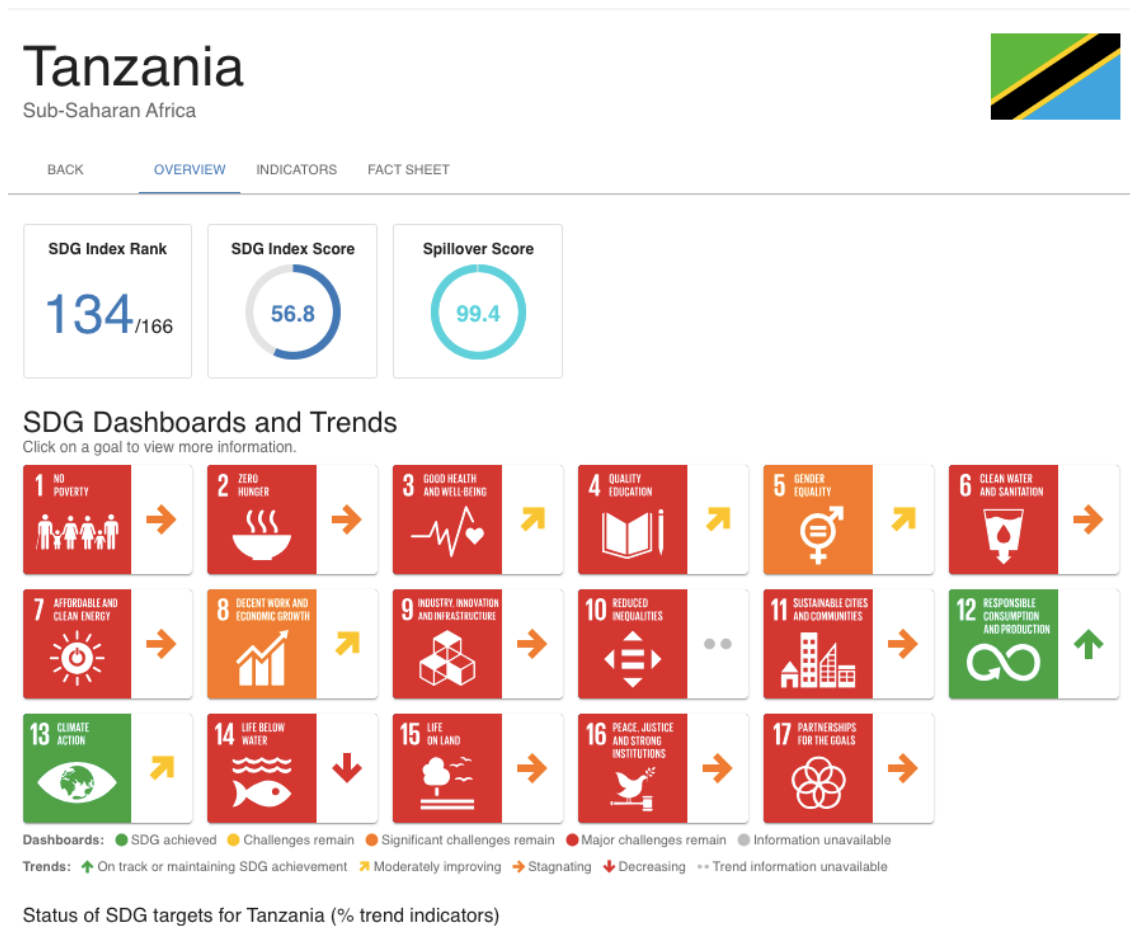 Tanzania
Sub-Saharan Africa
BACK OVERVIEW INDICATORS FACT SHEET
SDG Index Rank
134/166
SDG Index Score
56.8
Spillover Score
99.4
SDG Dashboards and Trends
Click on a goal to view more information.
1 NO
POVERTY
2 ZERO
HUNGER
3 GOOD HEALTH
AND WELL-BEING
4 QUALITY
EDUCATION
5 GENDER
EQUALITY
6 CLEAN WATER
AND SANITATION
7 AFFORDABLE AND
CLEAN ENERGY
8 DECENT WORK AND
ECONOMIC GROWTH
9 INDUSTRY, INNOVATION
AND INFRASTRUCTURE
10 REDUCED
INEQUALITIES
11 SUSTAINABLE CITIES
AND COMMUNITIES
12 RESPONSIBLE
CONSUMPTION
AND PRODUCTION
13 CLIMATE
ACTION
14 LIFE BELOW
WATER
15 LIFE
ON LAND
16 PEACE, JUSTICE
AND STRONG
INSTITUTIONS
17 PARTNERSHIPS
FOR THE GOALS
Dashboards: SDG achieved Challenges remain Significant challenges remain Major challenges remain Information unavailable
Trends: On track or maintaining SDG achievement Moderately improving Stagnating Decreasing Trend information unavailable
Status of SDG targets for Tanzania (% trend indicators)